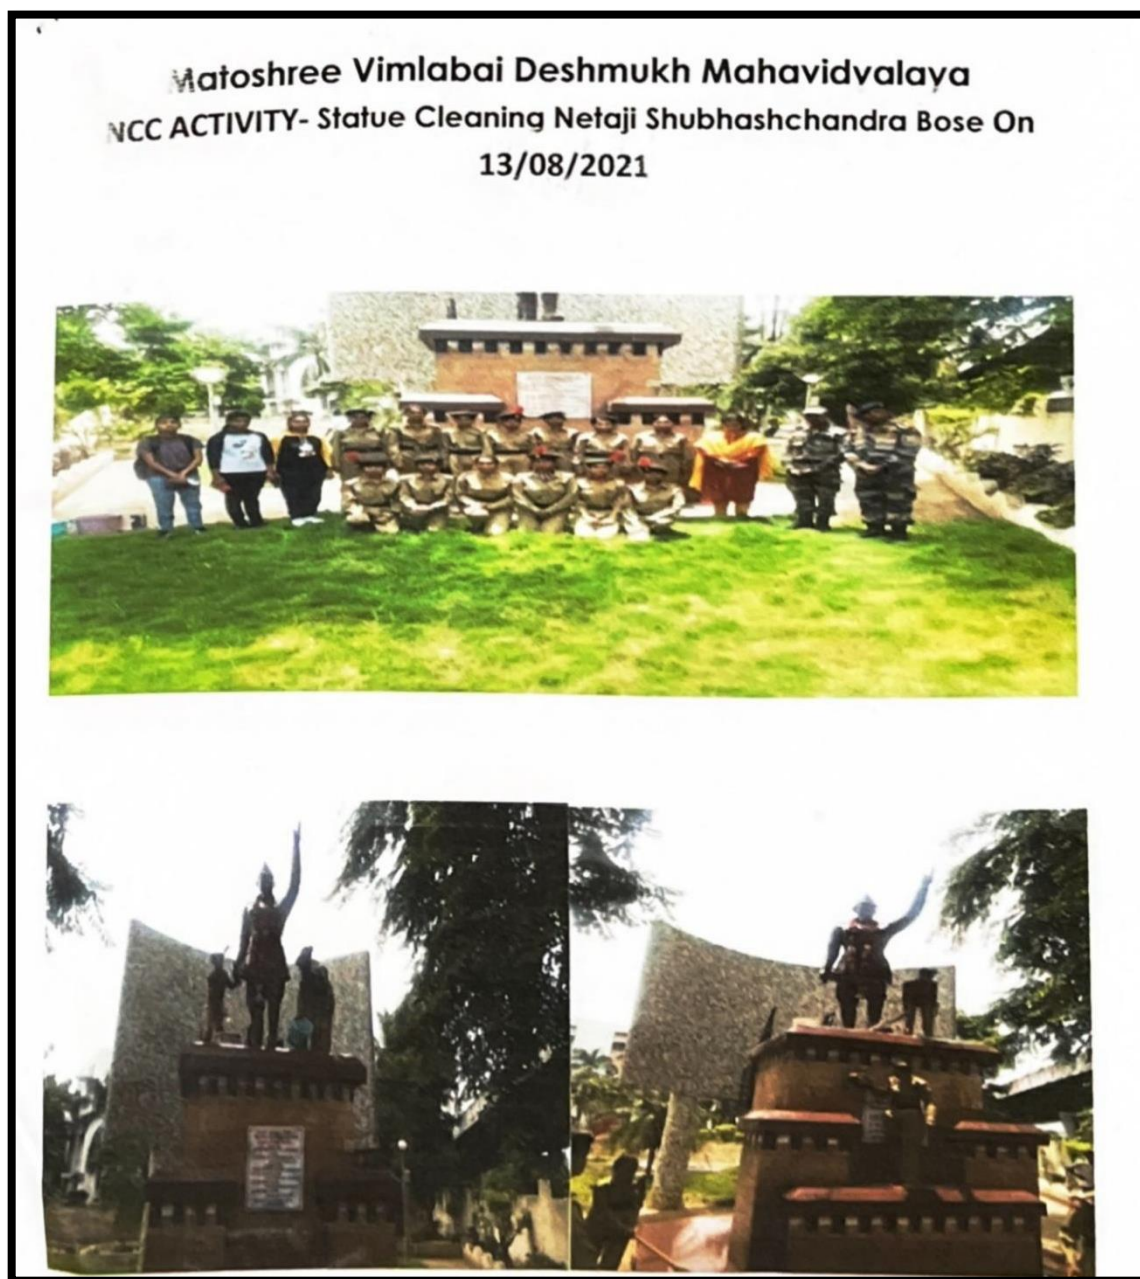 Matoshree Vimlabai Deshmukh Mahavidyalaya
NCC ACTIVITY- Statue Cleaning Netaji Shubhashchandra Bose On
13/08/2021